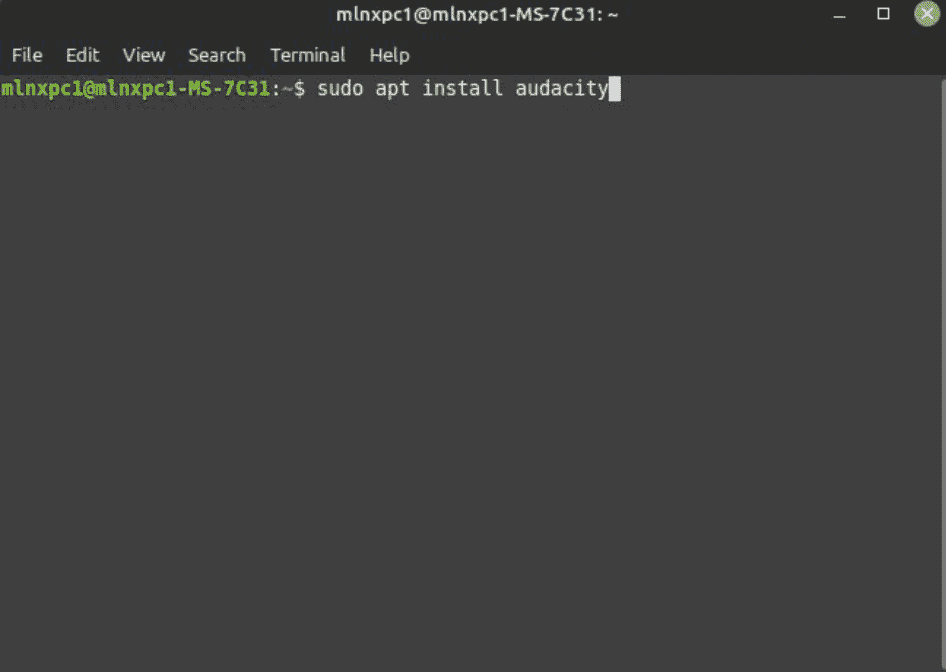 mlnxpc1@mlnxpc1-MS-7C31: ~
File Edit View Search Terminal Help
mlnxpc1@mlnxpc1-MS-7C31:~$ sudo apt install audacity